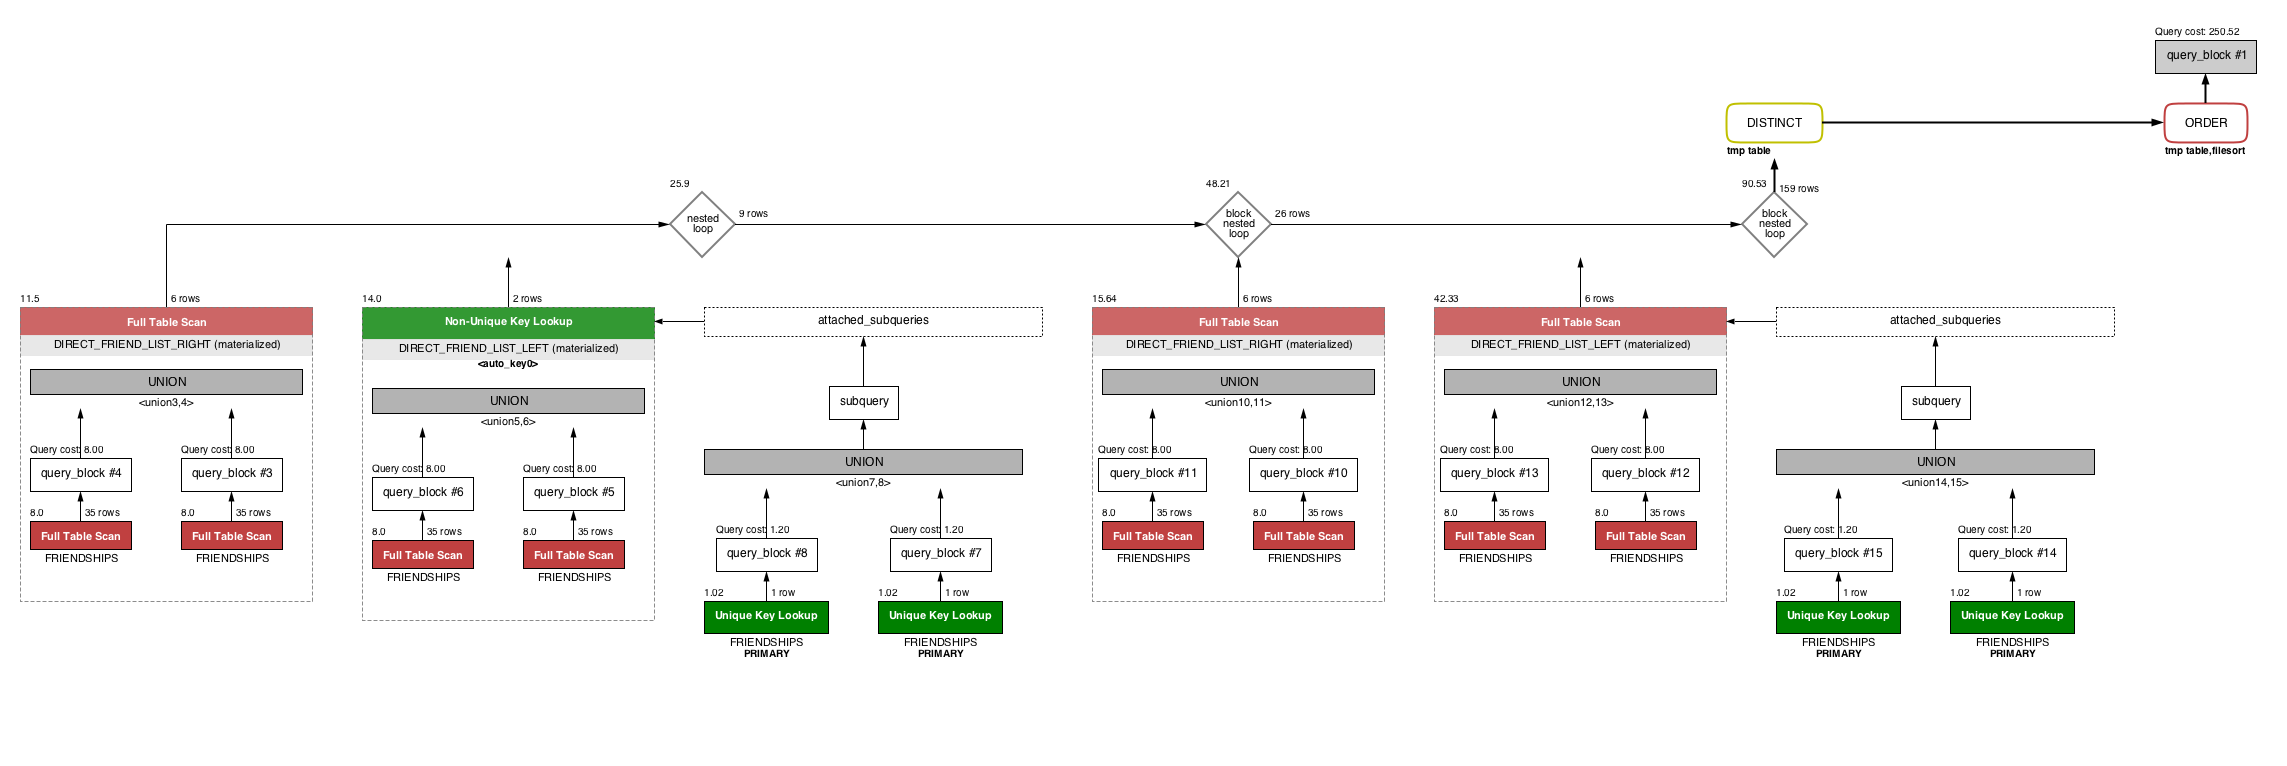 Query cost: 250.52
query_block #1
DISTINCT
tmp table
ORDER
tmp table,filesort
25.9
nested
loop
9 rows
48.21
block
nested
loop
26 rows
90.53
159 rows
block
nested
loop
11.5
6 rows
Full Table Scan
DIRECT_FRIEND_LIST_RIGHT (materialized)
UNION
<union3,4>
Query cost: 8.00
query_block #4
8.0
35 rows
Full Table Scan
FRIENDSHIPS
Query cost: 8.00
query_block #3
8.0
35 rows
Full Table Scan
FRIENDSHIPS
14.0
2 rows
Non-Unique Key Lookup
DIRECT_FRIEND_LIST_LEFT (materialized)
<auto_key0>
UNION
<union5,6>
Query cost: 8.00
query_block #6
8.0
35 rows
Full Table Scan
FRIENDSHIPS
Query cost: 8.00
query_block #5
8.0
35 rows
Full Table Scan
FRIENDSHIPS
attached_subqueries
subquery
UNION
<union7,8>
Query cost: 1.20
query_block #8
1.02
1 row
Unique Key Lookup
FRIENDSHIPS
PRIMARY
Query cost: 1.20
query_block #7
1.02
1 row
Unique Key Lookup
FRIENDSHIPS
PRIMARY
15.64
6 rows
Full Table Scan
DIRECT_FRIEND_LIST_RIGHT (materialized)
UNION
<union10,11>
Query cost: 8.00
query_block #11
8.0
35 rows
Full Table Scan
FRIENDSHIPS
Query cost: 8.00
query_block #10
8.0
35 rows
Full Table Scan
FRIENDSHIPS
42.33
6 rows
Full Table Scan
DIRECT_FRIEND_LIST_LEFT (materialized)
UNION
<union12,13>
Query cost: 8.00
query_block #13
8.0
35 rows
Full Table Scan
FRIENDSHIPS
Query cost: 8.00
query_block #12
8.0
35 rows
Full Table Scan
FRIENDSHIPS
attached_subqueries
subquery
UNION
<union14,15>
Query cost: 1.20
query_block #15
1.02
1 row
Unique Key Lookup
FRIENDSHIPS
PRIMARY
Query cost: 1.20
query_block #14
1.02
1 row
Unique Key Lookup
FRIENDSHIPS
PRIMARY